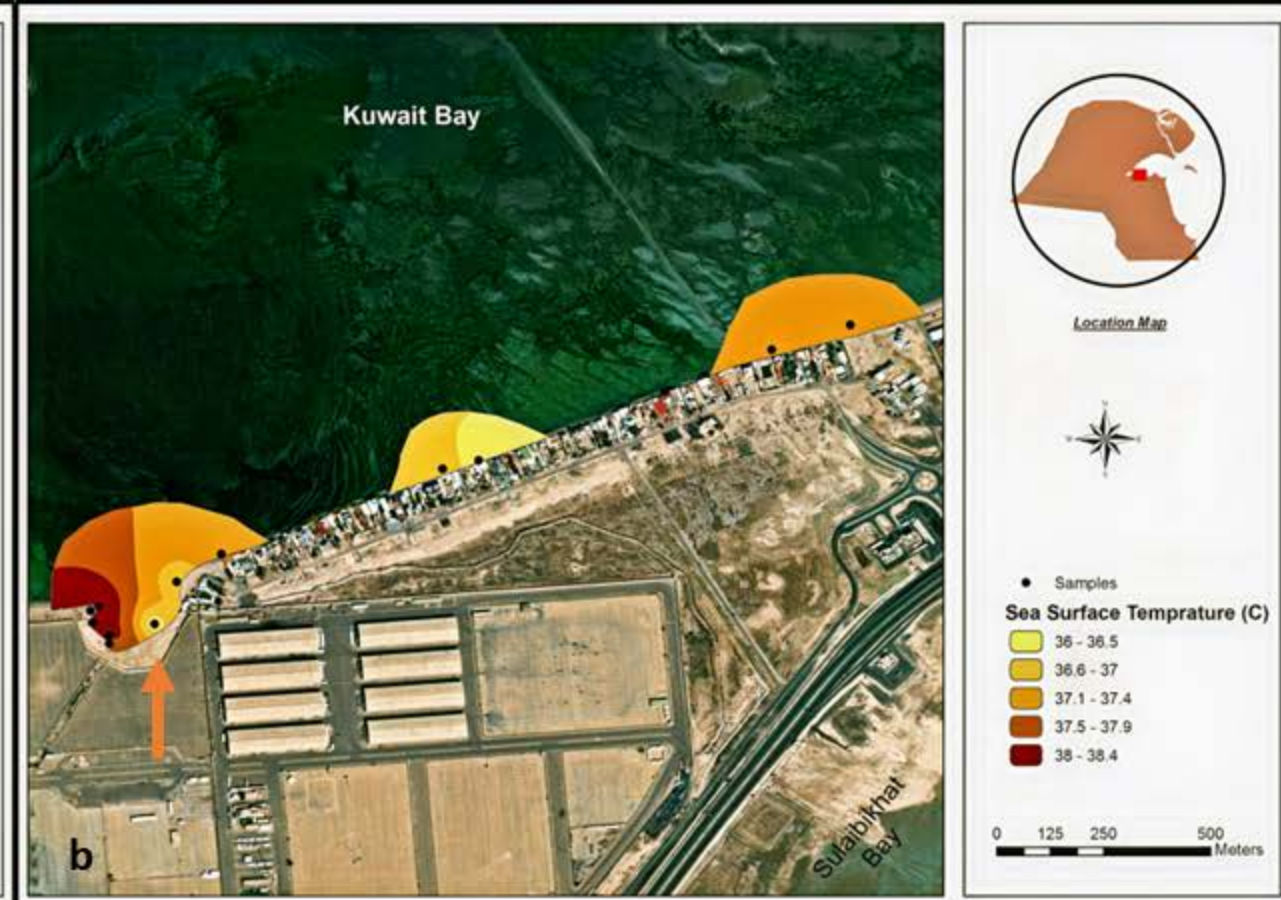 Kuwait Bay
Sulaibikhat
Bay
b
Location Map
N
W
E
S
Samples
Sea Surface Temprature (C)
36 - 36.5
36.6 - 37
37.1 - 37.4
37.5 - 37.9
38 - 38.4
0 125 250 500
Meters